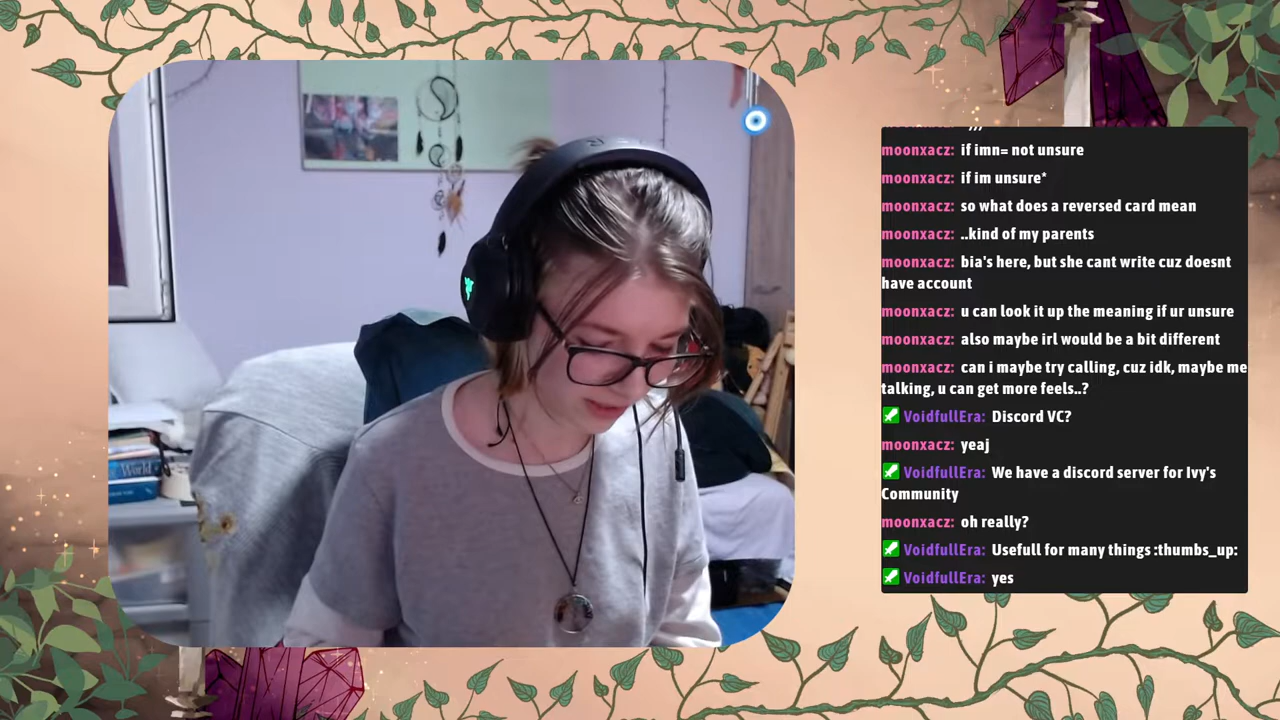 moonxacz: if imn= not unsure
moonxacz: if im unsure*
moonxacz: so what does a reversed card mean
moonxacz: ..kind of my parents
moonxacz: bia's here, but she cant write cuz doesnt
have account
moonxacz: u can look it up the meaning if ur unsure
moonxacz: also maybe irl would be a bit different
moonxacz: can i maybe try calling, cuz idk, maybe me
talking, u can get more feels..?
VoidfullEra: Discord VC?
moonxacz: yeaj
VoidfullEra: We have a discord server for Ivy's
Community
moonxacz: oh really?
VoidfullEra: Usefull for many things :thumbs_up:
VoidfullEra: yes
World